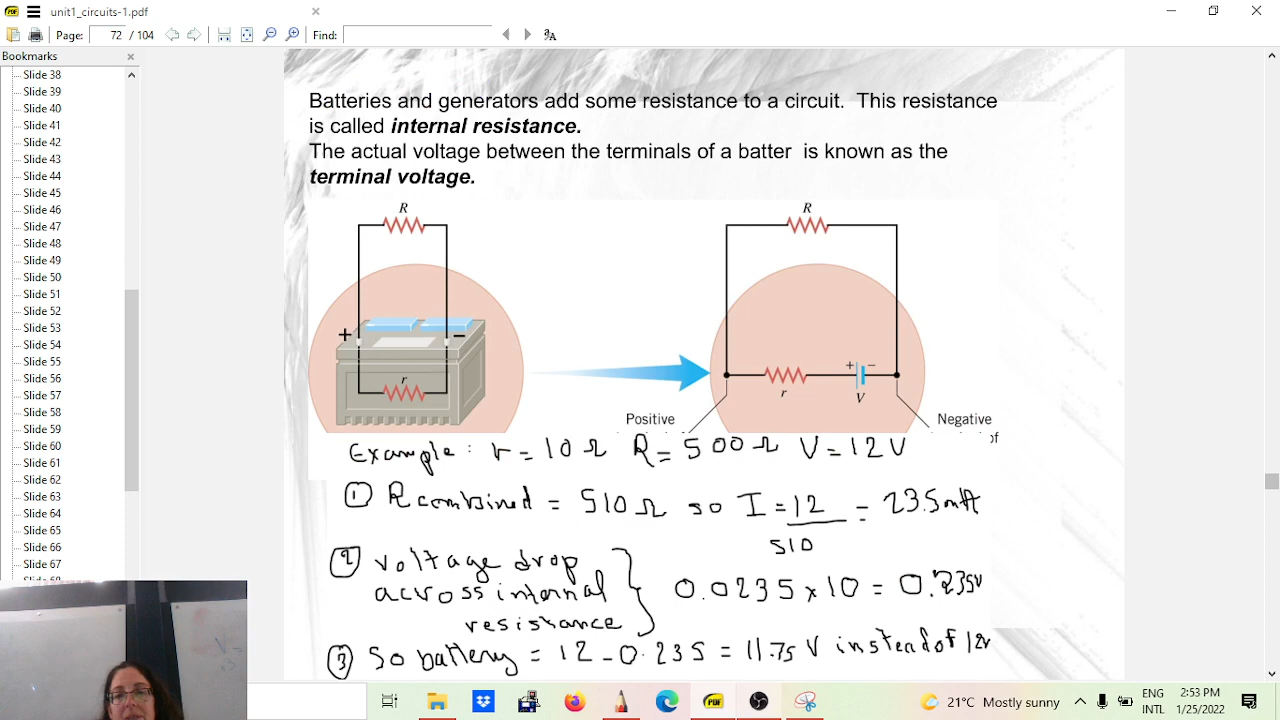 unit1_circuits-1.pdf
Page: 72 / 104 Find:
Bookmarks
Slide 38
Slide 39
Slide 40
Slide 41
Slide 42
Slide 43
Slide 44
Slide 45
Slide 46
Slide 47
Slide 48
Slide 49
Slide 50
Slide 51
Slide 52
Slide 53
Slide 54
Slide 55
Slide 56
Slide 57
Slide 58
Slide 59
Slide 60
Slide 61
Slide 62
Slide 63
Slide 64
Slide 65
Slide 66
Slide 67
Batteries and generators add some resistance to a circuit. This resistance
is called internal resistance.
The actual voltage between the terminals of a batter is known as the
terminal voltage.
R
+ −
r
R
+ −
r V
Positive
Negative
of
Example: r = 10 Ω R = 500 Ω V = 12 V
① R combined = 510 Ω so I = 12 = 23.5 mA
510
② voltage drop
across internal
resistance
0.0235 x 10 = 0.235V
③ So battery = 12 - 0.235 = 11.75 V instead of 12V
21°C Mostly sunny
ENG
INTL
2:53 PM
1/25/2022